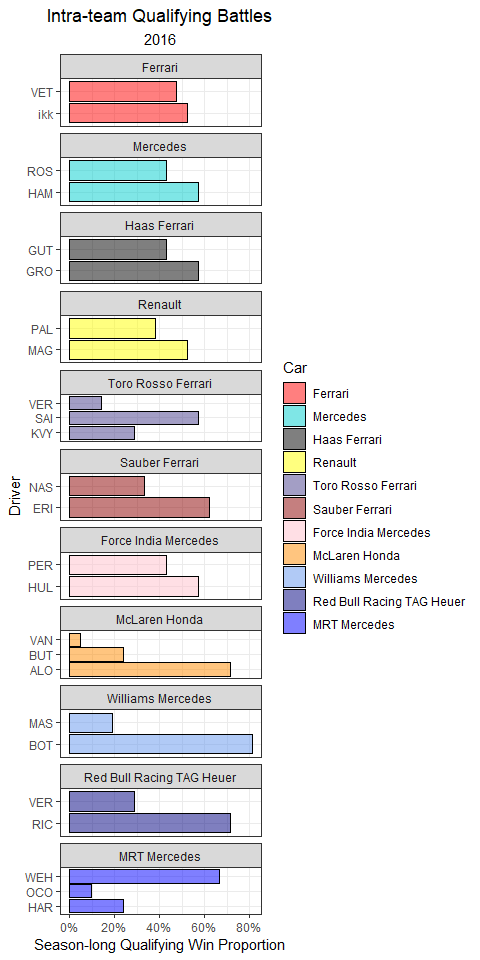 Intra-team Qualifying Battles
2016
Ferrari
VET
ikk
Mercedes
ROS
HAM
Haas Ferrari
GUT
GRO
Renault
PAL
MAG
Toro Rosso Ferrari
VER
SAI
KVY
Sauber Ferrari
NAS
ERI
Force India Mercedes
PER
HUL
McLaren Honda
VAN
BUT
ALO
Williams Mercedes
MAS
BOT
Red Bull Racing TAG Heuer
VER
RIC
MRT Mercedes
WEH
OCO
HAR
0% 20% 40% 60% 80%
Season-long Qualifying Win Proportion
Driver
Car
Ferrari
Mercedes
Haas Ferrari
Renault
Toro Rosso Ferrari
Sauber Ferrari
Force India Mercedes
McLaren Honda
Williams Mercedes
Red Bull Racing TAG Heuer
MRT Mercedes